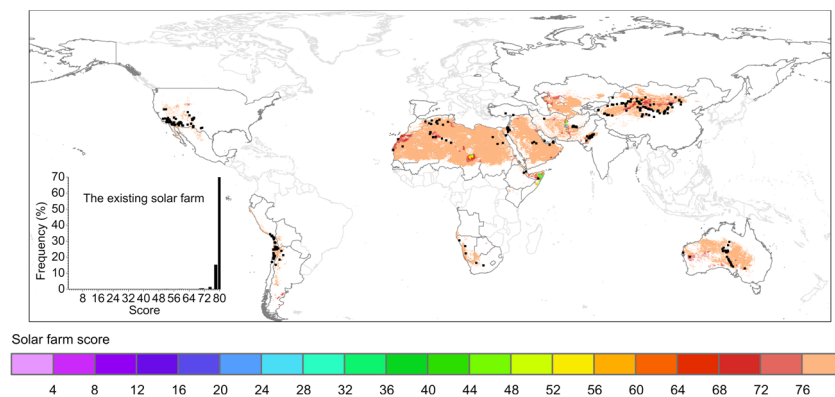 70
60
50
40
30
20
10
0
Frequency (%)
The existing solar farm
8 16 24 32 40 48 56 64 72 80
Score
Solar farm score
4 8 12 16 20 24 28 32 36 40 44 48 52 56 60 64 68 72 76